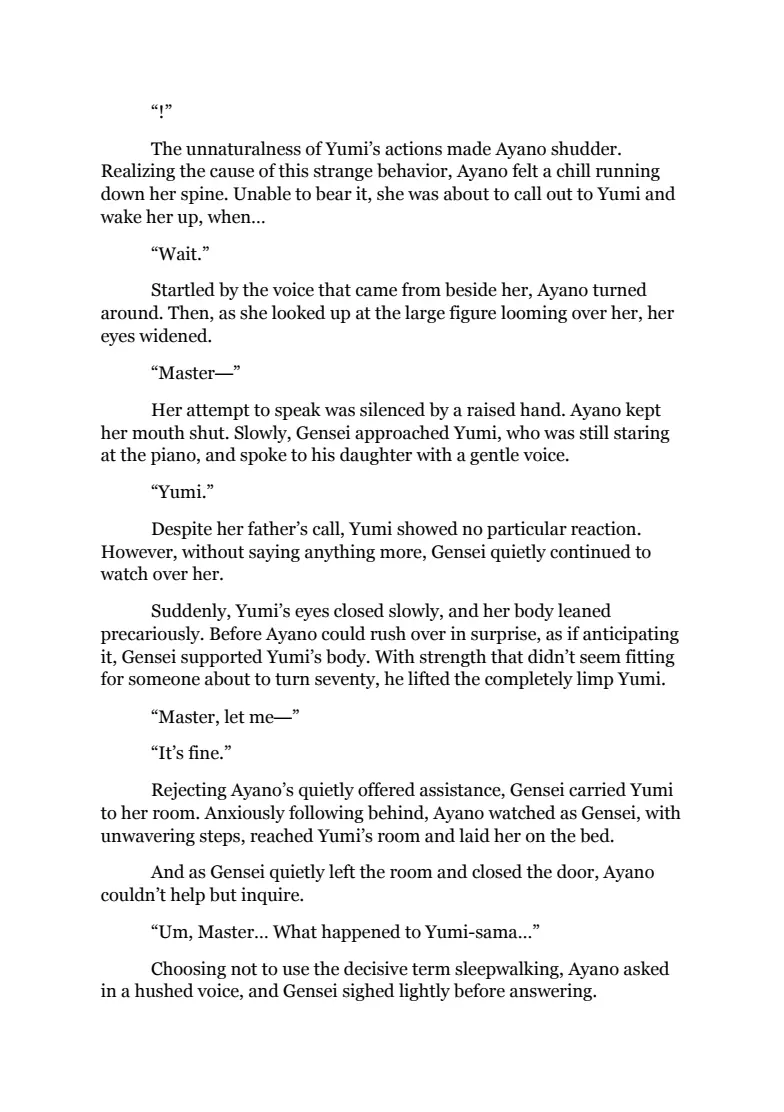 “!”
The unnaturalness of Yumi’s actions made Ayano shudder.
Realizing the cause of this strange behavior, Ayano felt a chill running
down her spine. Unable to bear it, she was about to call out to Yumi and
wake her up, when…
“Wait.”
Startled by the voice that came from beside her, Ayano turned
around. Then, as she looked up at the large figure looming over her, her
eyes widened.
“Master—”
Her attempt to speak was silenced by a raised hand. Ayano kept
her mouth shut. Slowly, Gensei approached Yumi, who was still staring
at the piano, and spoke to his daughter with a gentle voice.
“Yumi.”
Despite her father’s call, Yumi showed no particular reaction.
However, without saying anything more, Gensei quietly continued to
watch over her.
Suddenly, Yumi’s eyes closed slowly, and her body leaned
precariously. Before Ayano could rush over in surprise, as if anticipating
it, Gensei supported Yumi’s body. With strength that didn’t seem fitting
for someone about to turn seventy, he lifted the completely limp Yumi.
“Master, let me—”
“It’s fine.”
Rejecting Ayano’s quietly offered assistance, Gensei carried Yumi
to her room. Anxiously following behind, Ayano watched as Gensei, with
unwavering steps, reached Yumi’s room and laid her on the bed.
And as Gensei quietly left the room and closed the door, Ayano
couldn’t help but inquire.
“Um, Master… What happened to Yumi-sama…”
Choosing not to use the decisive term sleepwalking, Ayano asked
in a hushed voice, and Gensei sighed lightly before answering.